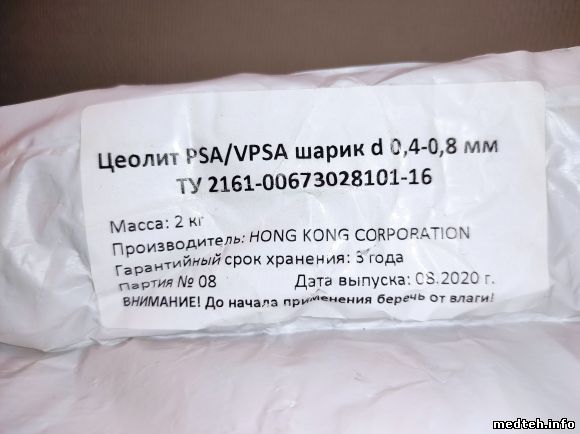 Цеолит PSA/VPSA шарик d 0,4-0,8 мм
ТУ 2161-00673028101-16
Масса: 2 кг
Производитель: HONG KONG CORPORATION
Гарантийный срок хранения: 3 года
Партия № 08 Дата выпуска: 08.2020 г.
ВНИМАНИЕ! До начала применения беречь от влаги!
medteh.info